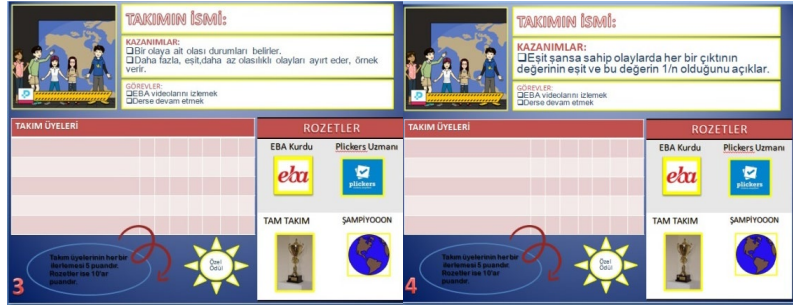 TAKIMIN İSMİ:
KAZANIMLAR:
❑Bir olaya ait olası durumları belirler.
❑Daha fazla, eşit,daha az olasılıklı olayları ayırt eder, örnek
verir.
GÖREVLER:
❑EBA videolarını izlemek
❑Derse devam etmek
TAKIM ÜYELERİ
ROZETLER
EBA Kurdu Plickers Uzmanı
eba
plickers
TAM TAKIM ŞAMPİYOOON
Takım üyelerinin her bir
ilerlemesi 5 puandır.
Rozetler ise 10'ar
puandır.
Özel
Ödül
3
TAKIMIN İSMİ:
KAZANIMLAR:
❑Eşit şansa sahip olaylarda her bir çıktının
değerinin eşit ve bu değerin 1/n olduğunu açıklar.
GÖREVLER:
❑EBA videolarını izlemek
❑Derse devam etmek
TAKIM ÜYELERİ
ROZETLER
EBA Kurdu Plickers Uzmanı
eba
plickers
TAM TAKIM ŞAMPİYOOON
Takım üyelerinin her bir
ilerlemesi 5 puandır.
Rozetler ise 10'ar
puandır.
Özel
Ödül
4